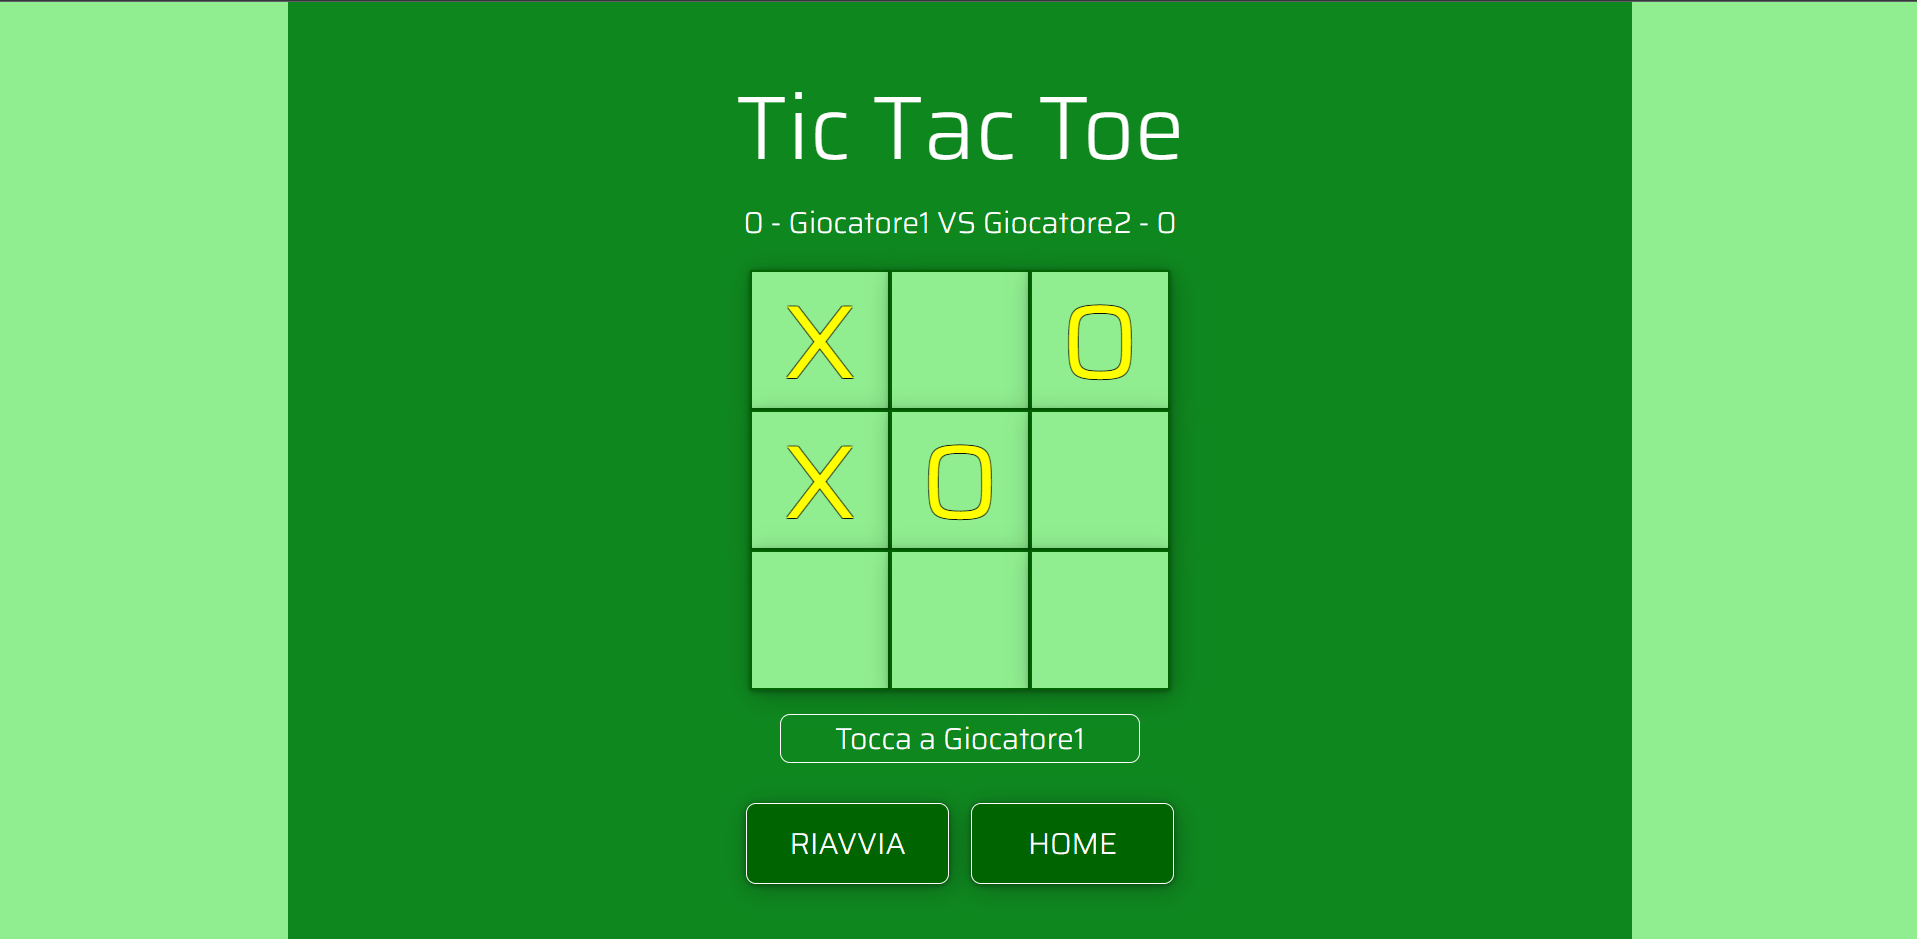 Tic Tac Toe
0 - Giocatore1 VS Giocatore2 - 0
X O
X O
Tocca a Giocatore1
RIAVVIA HOME